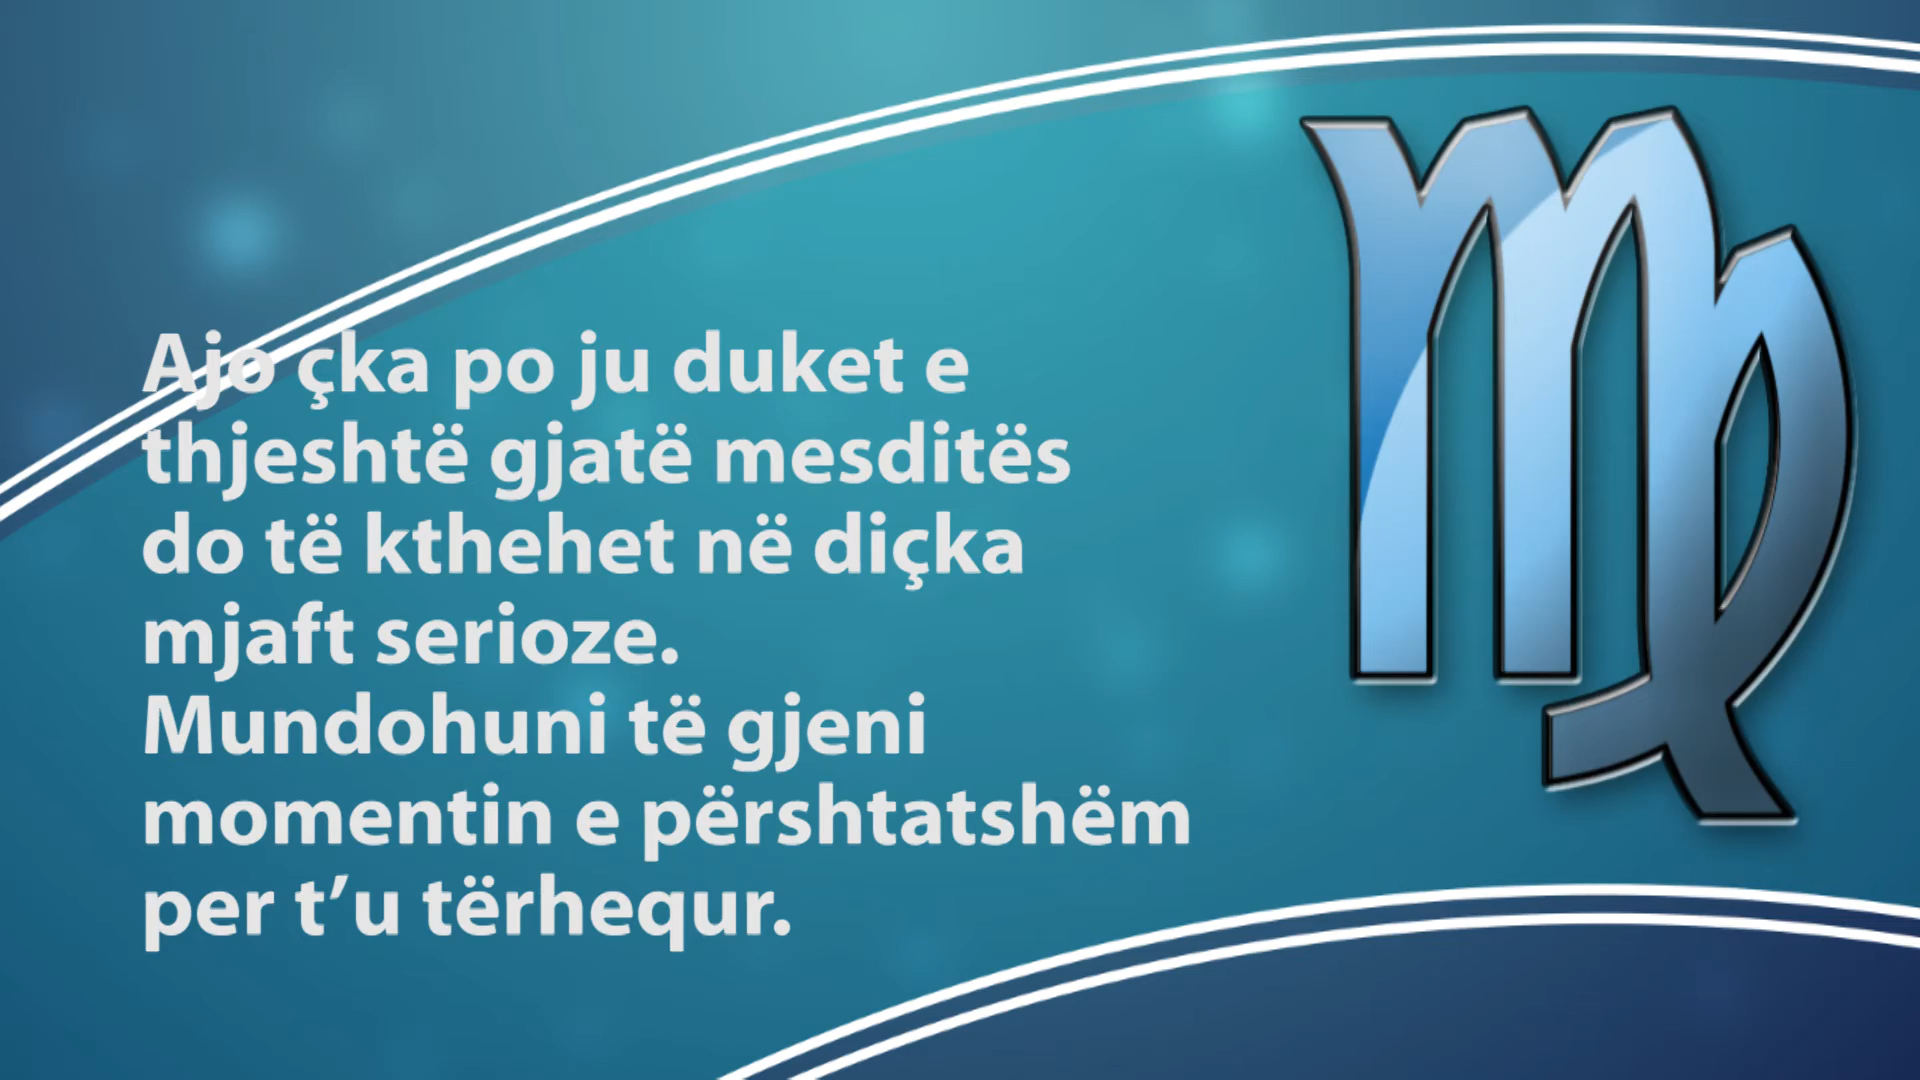 Ajo çka po ju duket e
thjeshtë gjatë mesditës
do të kthehet në diçka
mjaft serioze.
Mundohuni të gjeni
momentin e përshtatshëm
per t’u tërhequr.